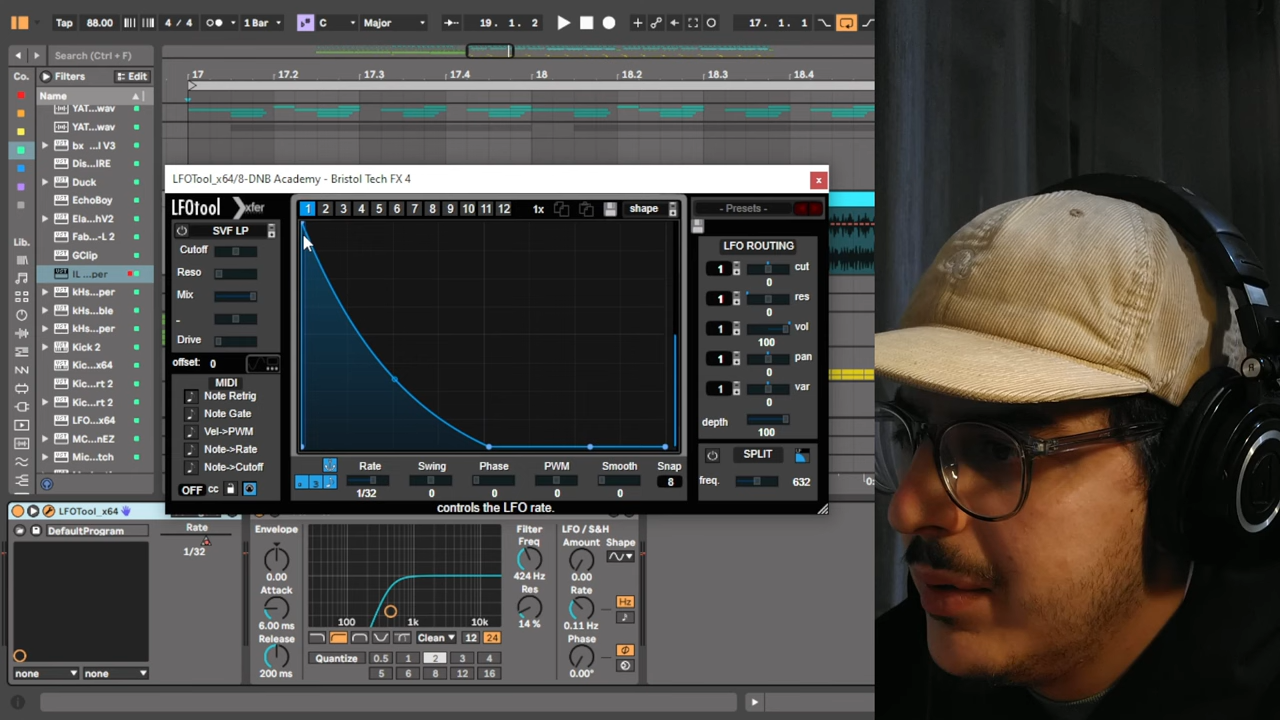 Tap 88.00 4 / 4 1 Bar C Major 19. 1. 2 17. 1. 1
Search (Ctrl + F)
17 17.2 17.3 17.4 18 18.2 18.3 18.4
Co. Filters Edit
Name
YAT...wav
YAT...wav
bx ...l V3
Dis...IRE
Duck
EchoBoy
Ela...hV2
Fab...-L 2
Lib.
GClip
IL ...per
kHs...per
kHs...ble
kHs...per
Kick 2
Kic...x64
Kic...rt 2
Kic...rt 2
LFO...x64
MC...nEZ
Mic...tch
LFOTool_x64/8-DNB Academy - Bristol Tech FX 4 x
LFOtool xfer
1 2 3 4 5 6 7 8 9 10 11 12 1x shape
- Presets -
SVF LP
Cutoff
Reso
Mix
-
Drive
offset: 0
MIDI
Note Retrig
Note Gate
Vel->PWM
Note->Rate
Note->Cutoff
OFF cc
LFO ROUTING
1 cut
0
1 res
0
1 vol
100
1 pan
0
1 var
0
depth
100
SPLIT
freq. 632
Rate Swing Phase PWM Smooth Snap
1/32 0 0 0 0 8
controls the LFO rate.
LFOTool_x64
DefaultProgram
Rate
1/32
none none
Envelope
0.00
Attack
6.00 ms
Release
200 ms
100 1k 10k
Clean 12 24
Quantize 0.5 1 2 3 4
5 6 8 12 16
Filter
Freq
424 Hz
Res
14 %
LFO / S&H
Amount Shape
0.00
Rate
Hz
0.11 Hz
Phase
0.00°